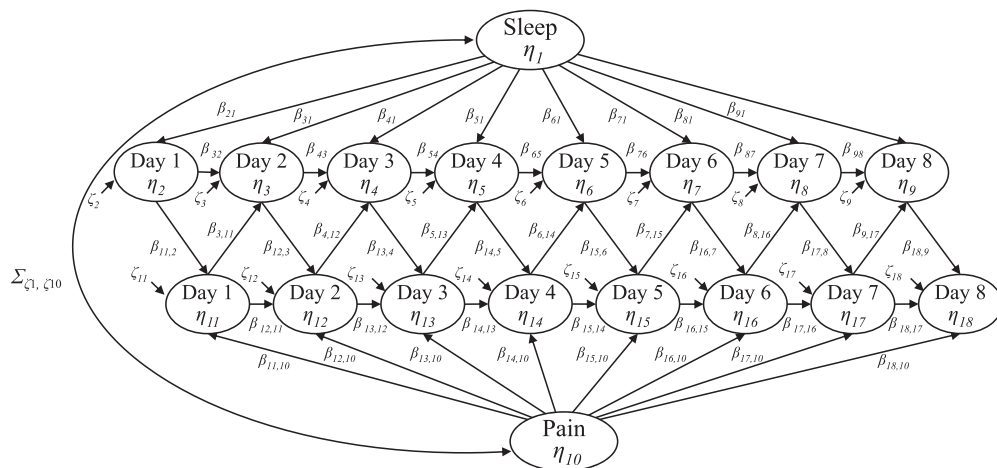 Sleep
η1
β21
β31
β41
β51
β61
β71
β81
β91
β32
β43
β54
β65
β76
β87
β98
Day 1
Day 2
Day 3
Day 4
Day 5
Day 6
Day 7
Day 8
η2
η3
η4
η5
η6
η7
η8
η9
ζ2
ζ3
ζ4
ζ5
ζ6
ζ7
ζ8
ζ9
β11,2
β3,11
β12,3
β4,12
β13,4
β5,13
β14,5
β6,14
β15,6
β7,15
β16,7
β8,16
β17,8
β9,17
β18,9
Σζ1, ζ10
ζ11
ζ12
ζ13
ζ14
ζ15
ζ16
ζ17
ζ18
Day 1
Day 2
Day 3
Day 4
Day 5
Day 6
Day 7
Day 8
η11
η12
η13
η14
η15
η16
η17
η18
β12,11
β13,12
β14,13
β15,14
β16,15
β17,16
β18,17
β11,10
β12,10
β13,10
β14,10
β15,10
β16,10
β17,10
β18,10
Pain
η10